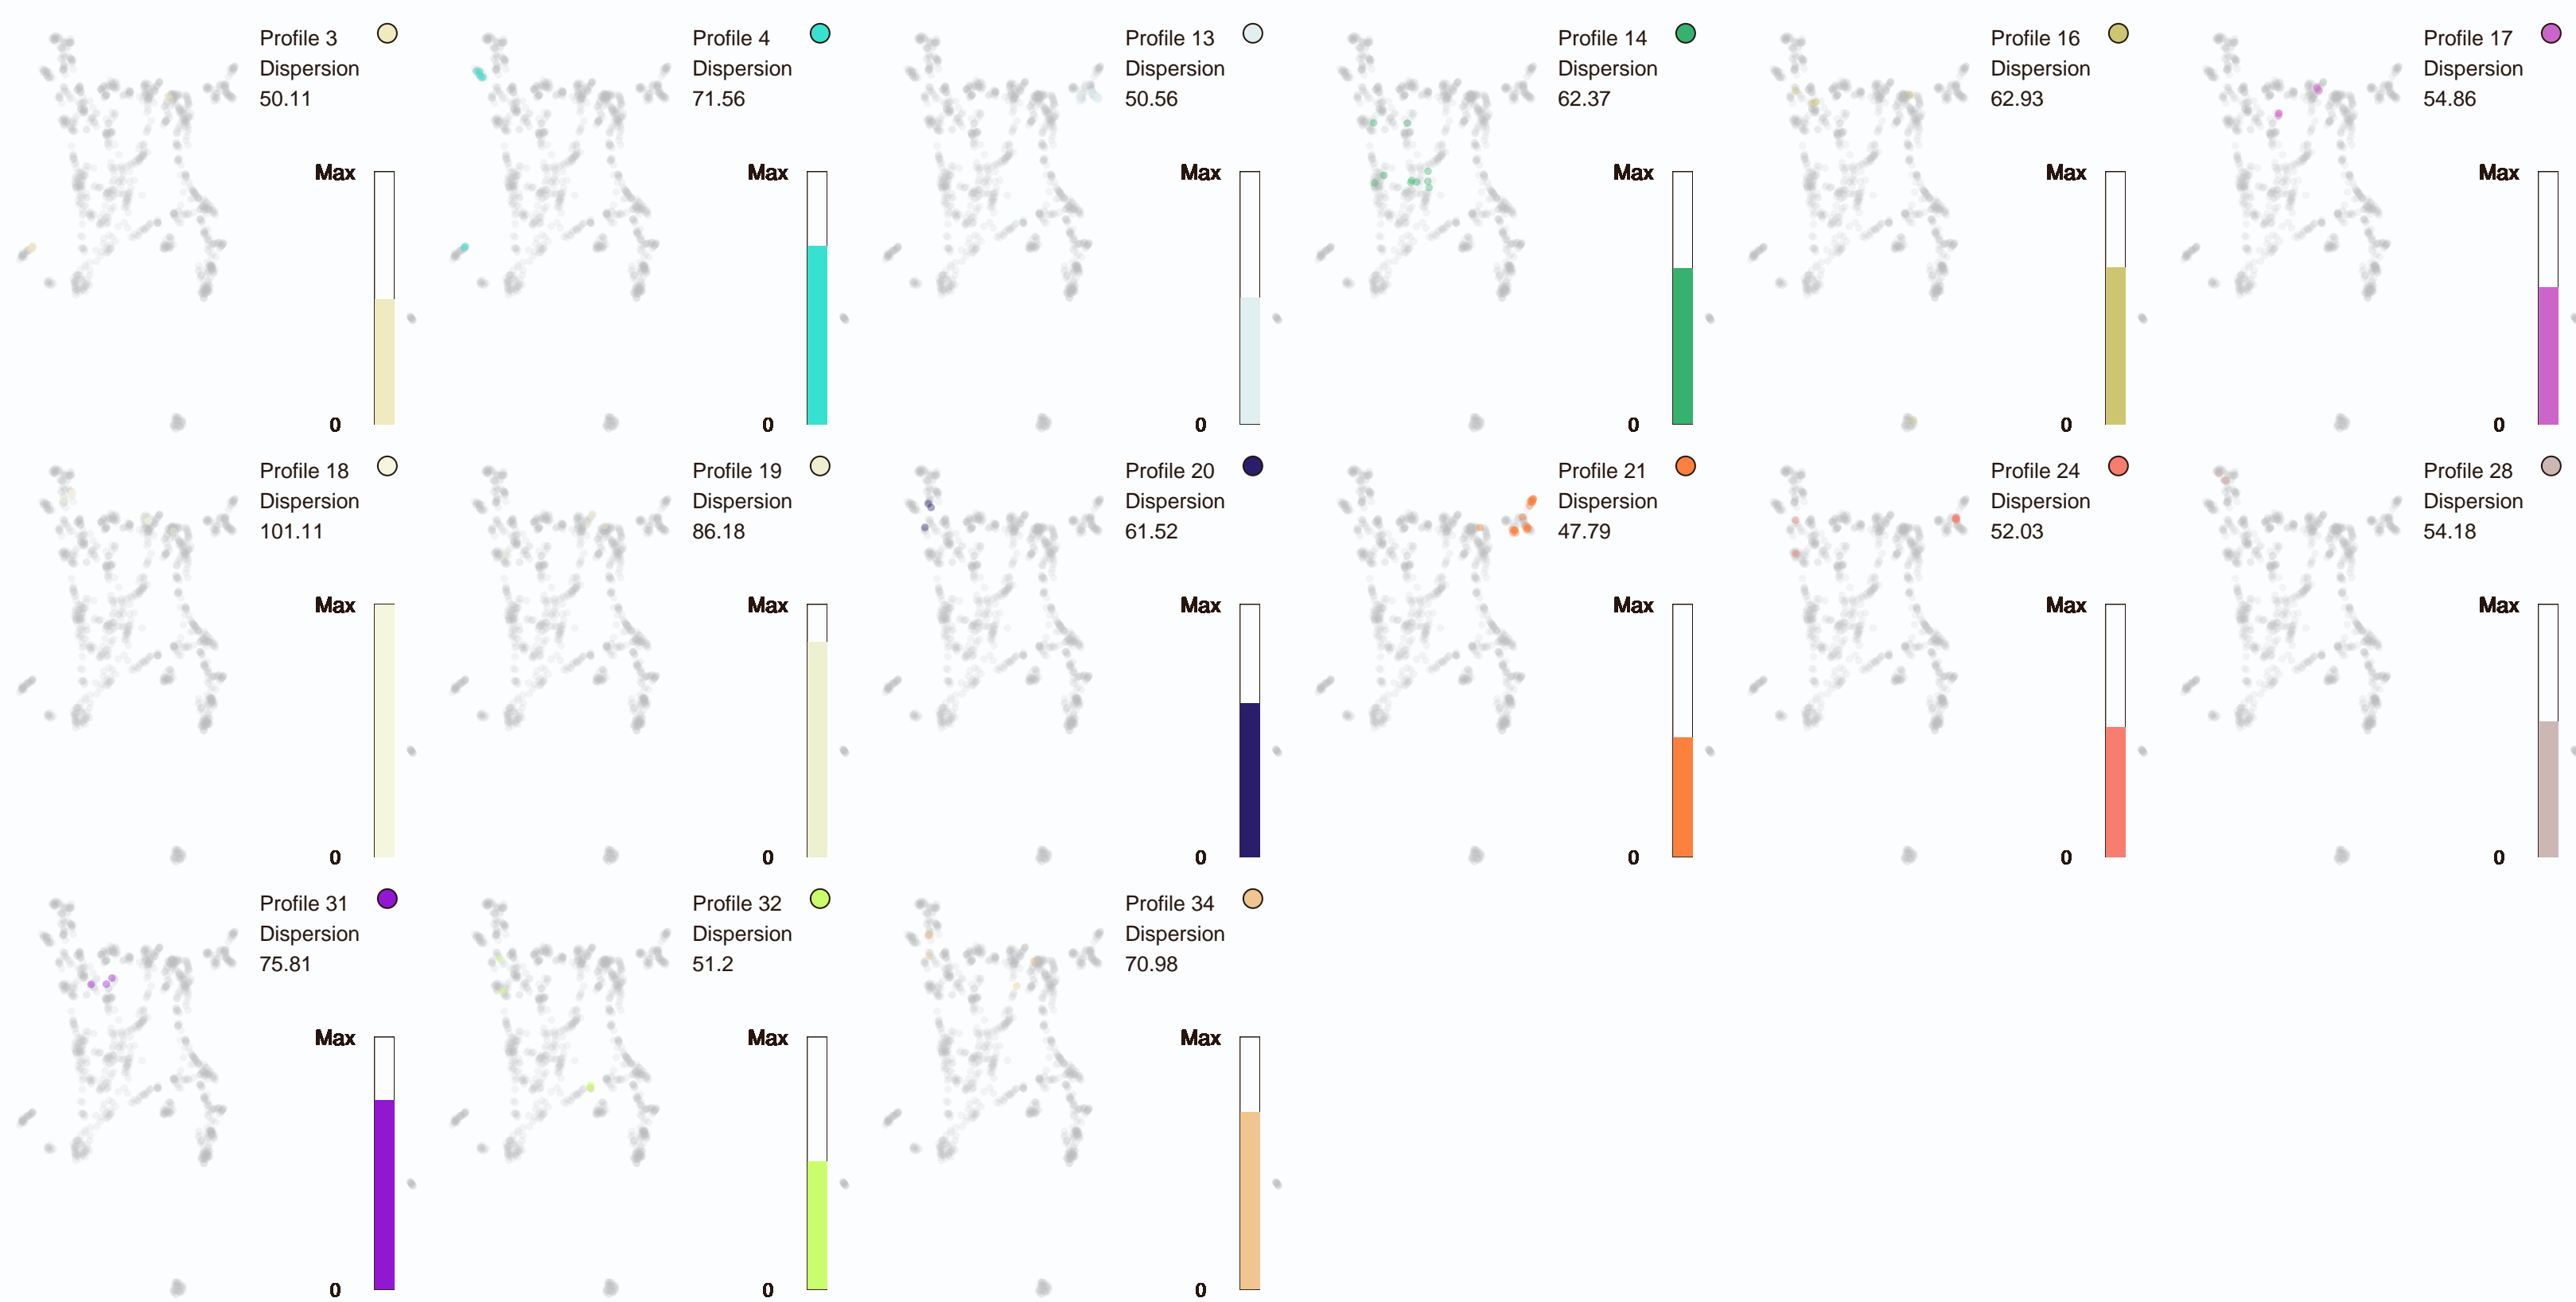 Profile 3
Dispersion
50.11
Max
0
Profile 4
Dispersion
71.56
Max
0
Profile 13
Dispersion
50.56
Max
0
Profile 14
Dispersion
62.37
Max
0
Profile 16
Dispersion
62.93
Max
0
Profile 17
Dispersion
54.86
Max
0
Profile 18
Dispersion
101.11
Max
0
Profile 19
Dispersion
86.18
Max
0
Profile 20
Dispersion
61.52
Max
0
Profile 21
Dispersion
47.79
Max
0
Profile 24
Dispersion
52.03
Max
0
Profile 28
Dispersion
54.18
Max
0
Profile 31
Dispersion
75.81
Max
0
Profile 32
Dispersion
51.2
Max
0
Profile 34
Dispersion
70.98
Max
0